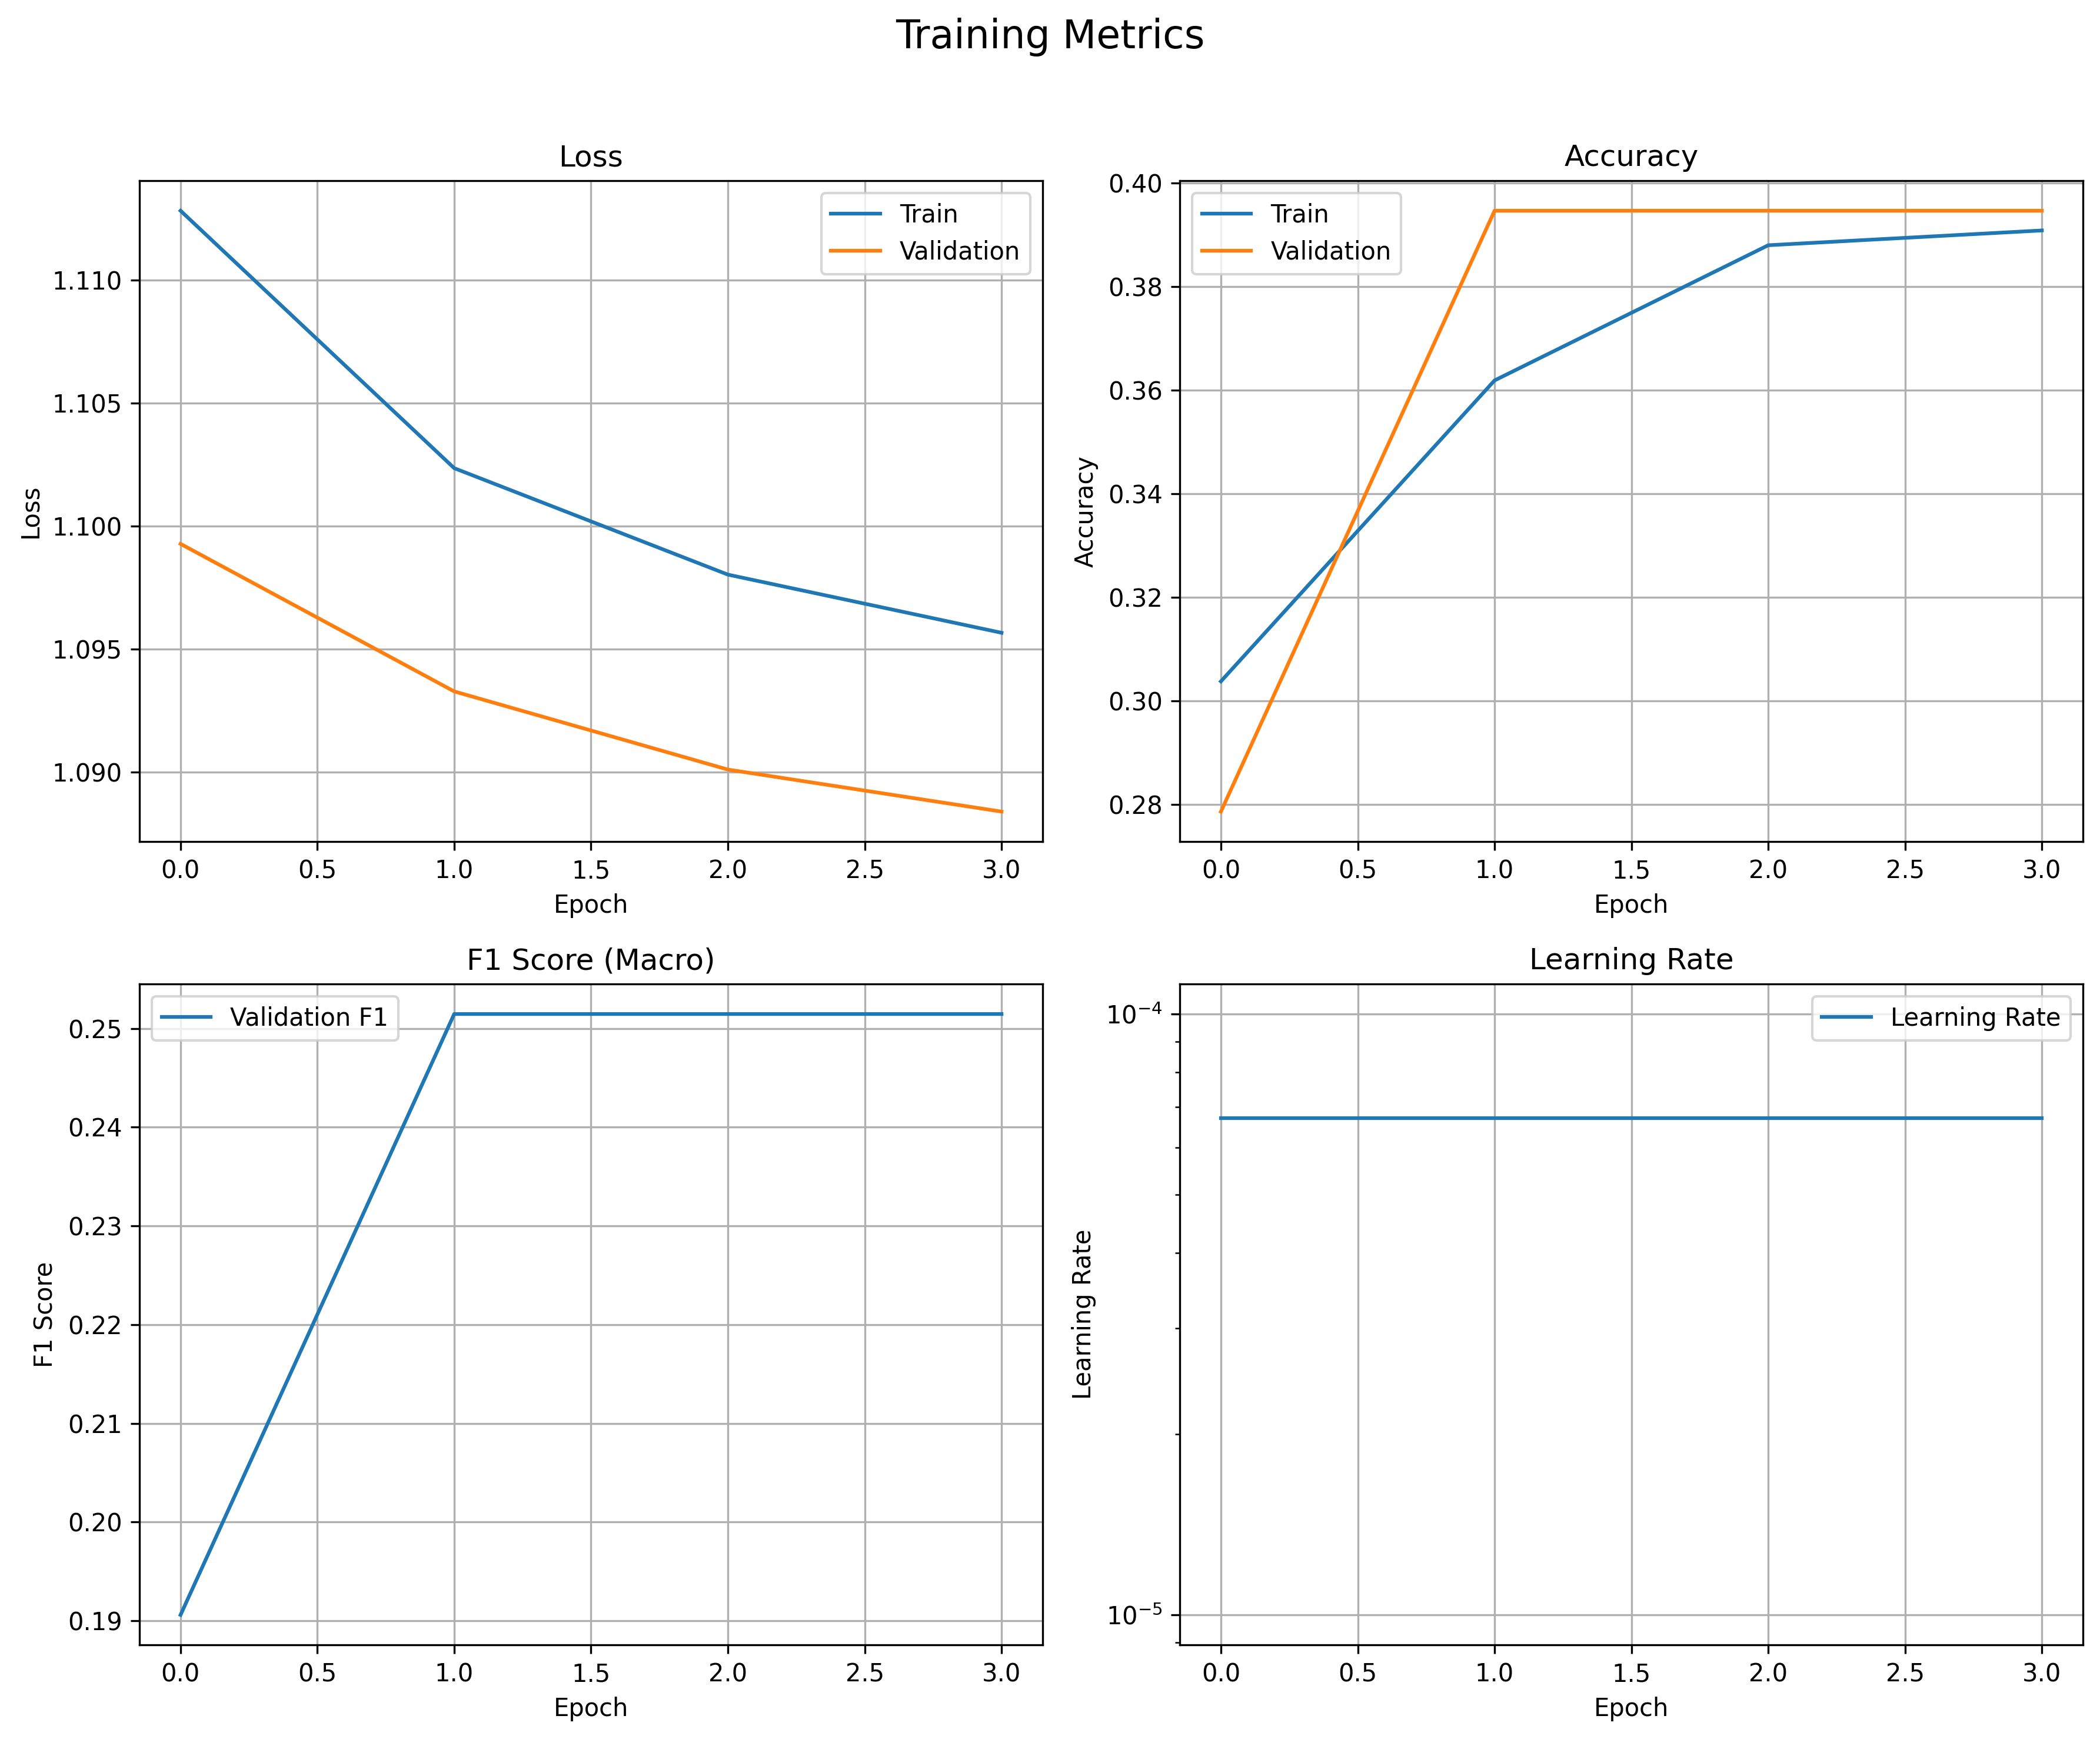 Training Metrics
Loss
Train
Validation
1.110
1.105
1.100
1.095
1.090
Loss
0.0 0.5 1.0 1.5 2.0 2.5 3.0
Epoch
Accuracy
Train
Validation
0.40
0.38
0.36
0.34
0.32
0.30
0.28
Accuracy
0.0 0.5 1.0 1.5 2.0 2.5 3.0
Epoch
F1 Score (Macro)
Validation F1
0.25
0.24
0.23
0.22
0.21
0.20
0.19
F1 Score
0.0 0.5 1.0 1.5 2.0 2.5 3.0
Epoch
Learning Rate
Learning Rate
10⁻⁴
10⁻⁵
Learning Rate
0.0 0.5 1.0 1.5 2.0 2.5 3.0
Epoch